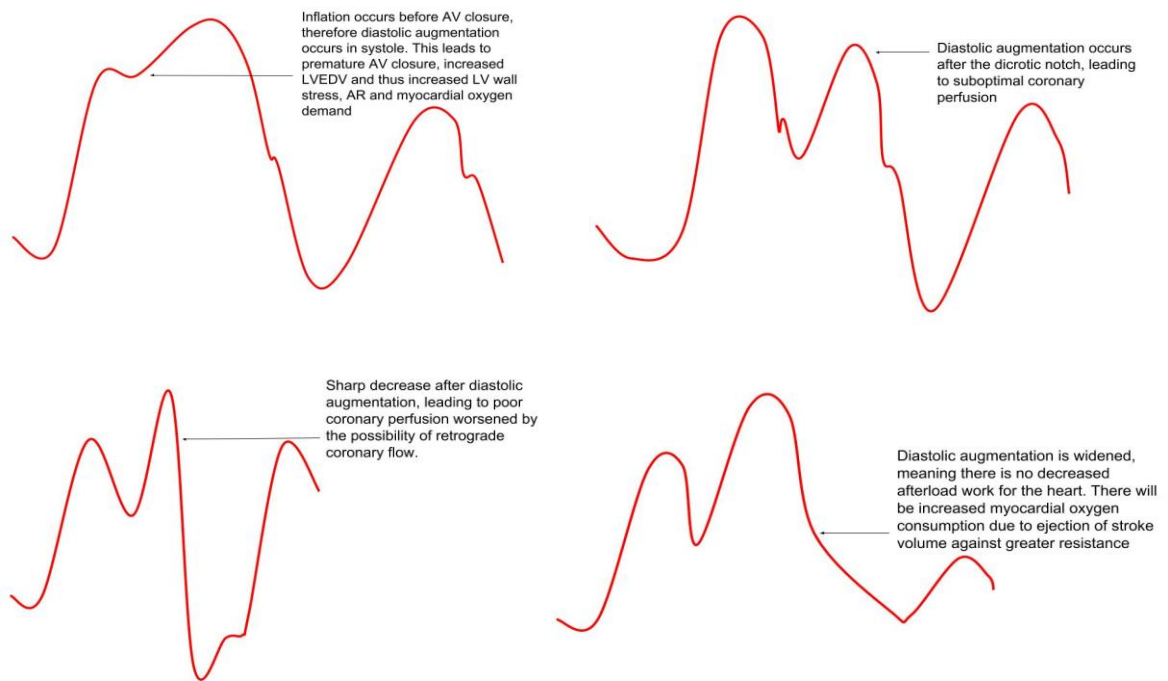 Inflation occurs before AV closure,
therefore diastolic augmentation
occurs in systole. This leads to
premature AV closure, increased
LVEDV and thus increased LV wall
stress, AR and myocardial oxygen
demand
Diastolic augmentation occurs
after the dicrotic notch, leading
to suboptimal coronary
perfusion
Sharp decrease after diastolic
augmentation, leading to poor
coronary perfusion worsened by
the possibility of retrograde
coronary flow.
Diastolic augmentation is widened,
meaning there is no decreased
afterload work for the heart. There will
be increased myocardial oxygen
consumption due to ejection of stroke
volume against greater resistance